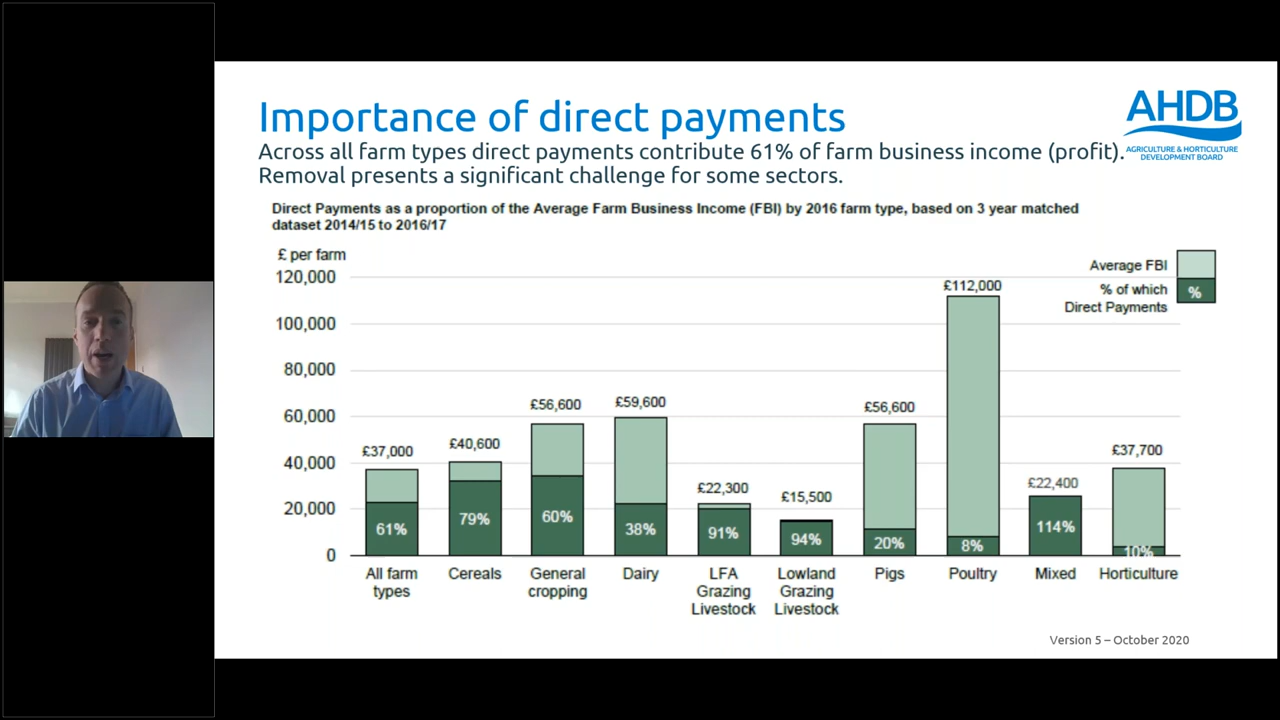 Importance of direct payments
AHDB
AGRICULTURE & HORTICULTURE
DEVELOPMENT BOARD
Across all farm types direct payments contribute 61% of farm business income (profit).
Removal presents a significant challenge for some sectors.
Direct Payments as a proportion of the Average Farm Business Income (FBI) by 2016 farm type, based on 3 year matched
dataset 2014/15 to 2016/17
£ per farm
120,000
100,000
80,000
60,000
40,000
20,000
0
Average FBI
% of which
Direct Payments
%
£37,000
£40,600
£56,600
£59,600
£22,300
£15,500
£56,600
£112,000
£22,400
£37,700
61%
79%
60%
38%
91%
94%
20%
8%
114%
10%
All farm
types
Cereals
General
cropping
Dairy
LFA
Grazing
Livestock
Lowland
Grazing
Livestock
Pigs
Poultry
Mixed
Horticulture
Version 5 – October 2020